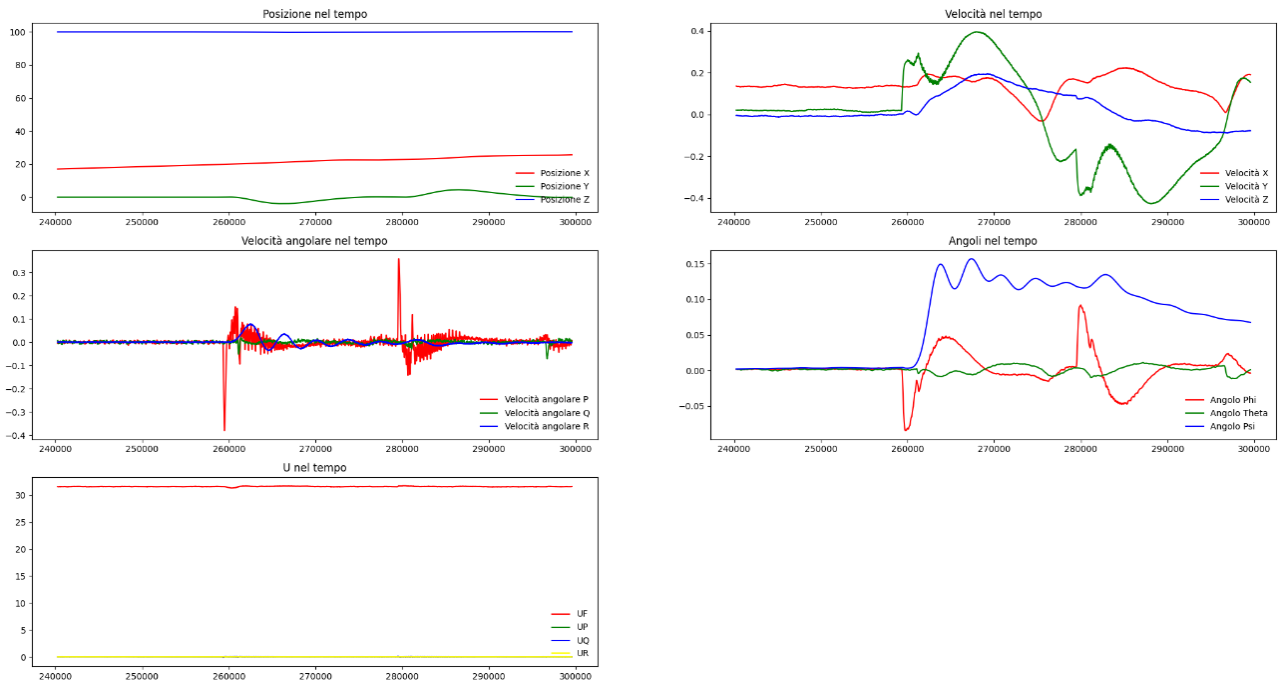 Posizione nel tempo
100
80
60
40
20
0
Posizione X
Posizione Y
Posizione Z
240000 250000 260000 270000 280000 290000 300000
Velocità nel tempo
0.4
0.2
0.0
−0.2
−0.4
Velocità X
Velocità Y
Velocità Z
240000 250000 260000 270000 280000 290000 300000
Velocità angolare nel tempo
0.3
0.2
0.1
0.0
−0.1
−0.2
−0.3
−0.4
Velocità angolare P
Velocità angolare Q
Velocità angolare R
240000 250000 260000 270000 280000 290000 300000
Angoli nel tempo
0.15
0.10
0.05
0.00
−0.05
Angolo Phi
Angolo Theta
Angolo Psi
240000 250000 260000 270000 280000 290000 300000
U nel tempo
30
25
20
15
10
5
0
UF
UP
UQ
UR
240000 250000 260000 270000 280000 290000 300000